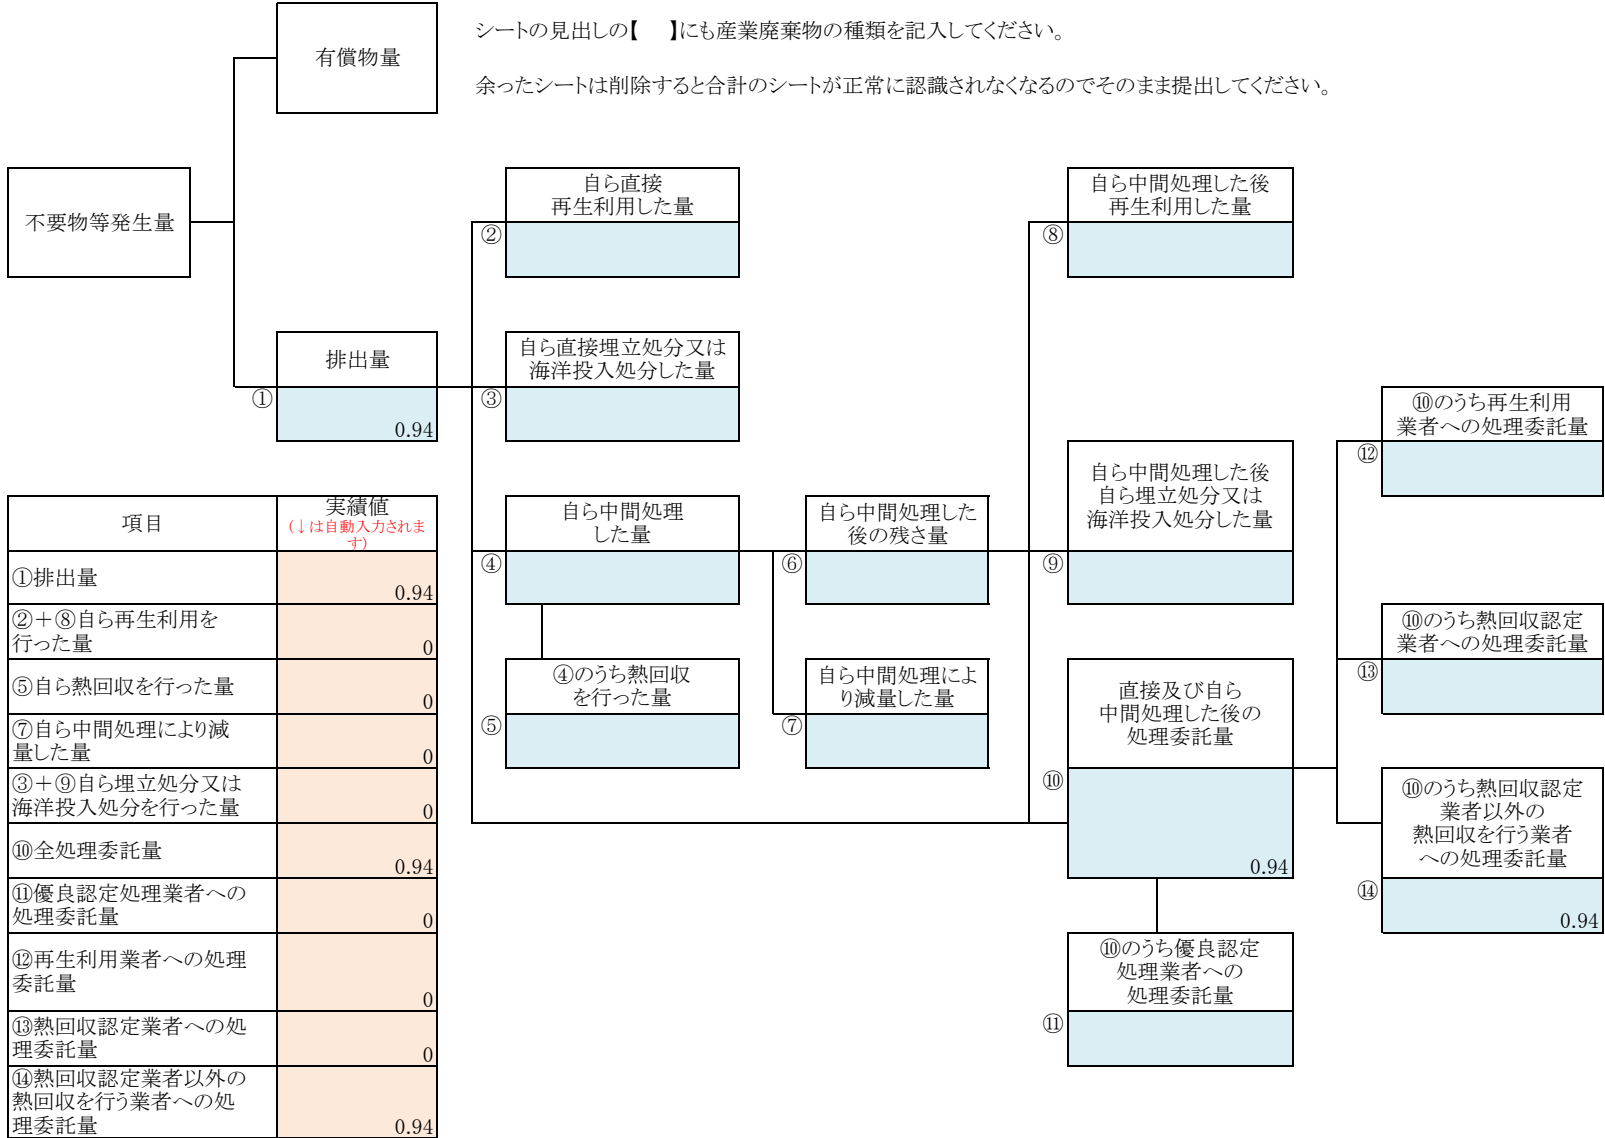 シートの見出しの【　】にも産業廃棄物の種類を記入してください。
有償物量
余ったシートは削除すると合計のシートが正常に認識されなくなるのでそのまま提出してください。
不要物等発生量
自ら直接
再生利用した量
②
自ら中間処理した後
再生利用した量
⑧
排出量
①
0.94
自ら直接埋立処分又は
海洋投入処分した量
③
⑩のうち再生利用
業者への処理委託量
⑫
自ら中間処理
した量
④
自ら中間処理した
後の残さ量
⑥
自ら中間処理した後
自ら埋立処分又は
海洋投入処分した量
⑨
⑩のうち熱回収認定
業者への処理委託量
⑬
④のうち熱回収
を行った量
⑤
自ら中間処理によ
り減量した量
⑦
直接及び自ら
中間処理した後の
処理委託量
⑩
0.94
⑩のうち熱回収認定
業者以外の
熱回収を行う業者
への処理委託量
⑭
0.94
⑩のうち優良認定
処理業者への
処理委託量
⑪
項目
実績値
(↓は自動入力されま
す)
①排出量
0.94
②＋⑧自ら再生利用を
行った量
0
⑤自ら熱回収を行った量
0
⑦自ら中間処理により減
量した量
0
③＋⑨自ら埋立処分又は
海洋投入処分を行った量
0
⑩全処理委託量
0.94
⑪優良認定処理業者への
処理委託量
0
⑫再生利用業者への処理
委託量
0
⑬熱回収認定業者への処
理委託量
0
⑭熱回収認定業者以外の
熱回収を行う業者への処
理委託量
0.94